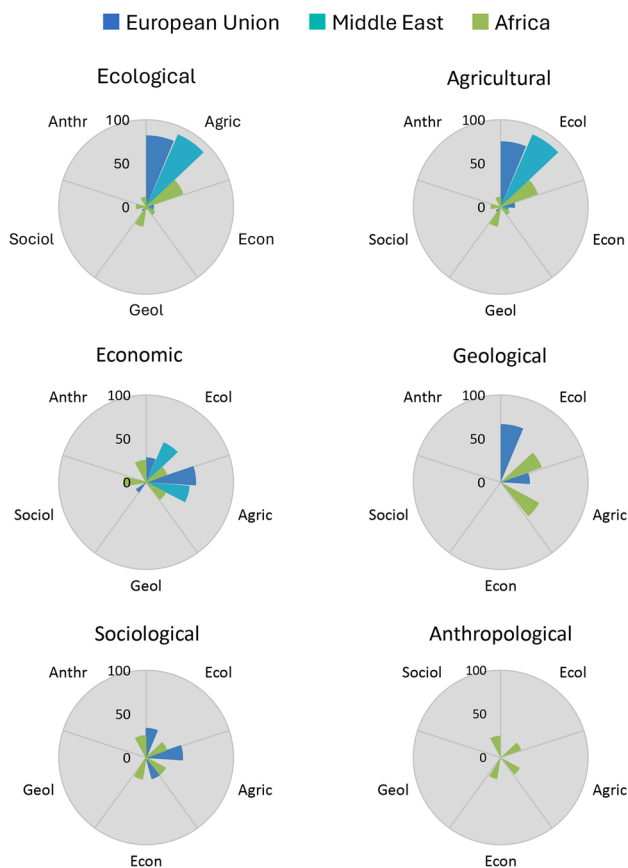 European Union Middle East Africa
Ecological
Agricultural
100
Anthr
Agric
50
0
Sociol
Econ
Geol
100
Anthr
Ecol
50
0
Sociol
Econ
Geol
Economic
Geological
100
Anthr
Ecol
50
0
Sociol
Agric
Geol
100
Anthr
Ecol
50
0
Sociol
Agric
Econ
Sociological
Anthropological
100
Anthr
Ecol
50
0
Geol
Agric
Econ
100
Sociol
Ecol
50
0
Geol
Agric
Econ